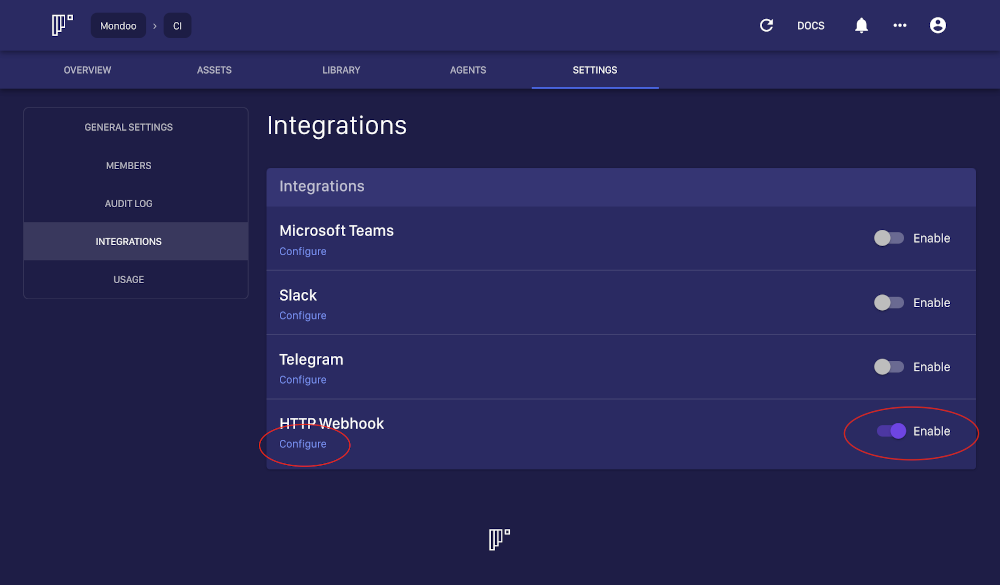 Mondoo › CI DOCS
OVERVIEW ASSETS LIBRARY AGENTS SETTINGS
GENERAL SETTINGS
MEMBERS
AUDIT LOG
INTEGRATIONS
USAGE
Integrations
Integrations
Microsoft Teams
Configure
Enable
Slack
Configure
Enable
Telegram
Configure
Enable
HTTP Webhook
Configure
Enable